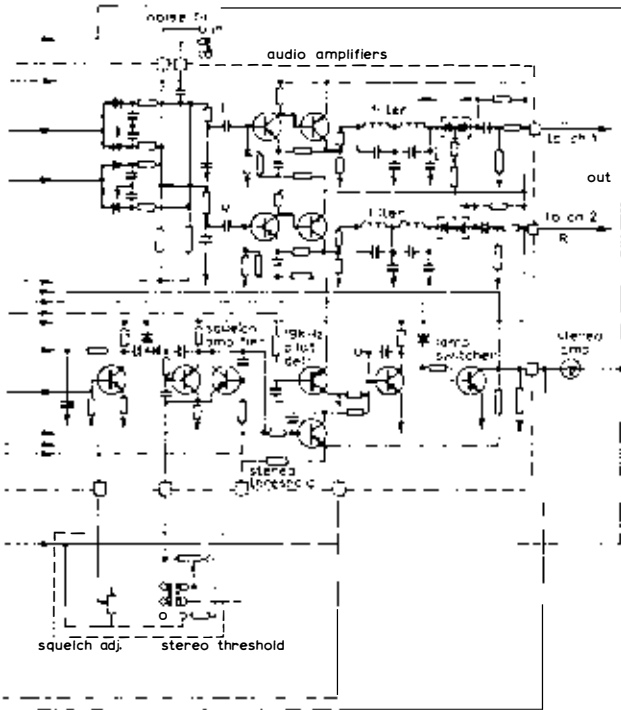 audio amplifiers
filter
to ch 1
out
filter
to ch 2
R
squelch
amplifier
19kHz
pilot
det.
lamp
switcher
stereo
lamp
stereo
threshold
squelch adj.
stereo threshold